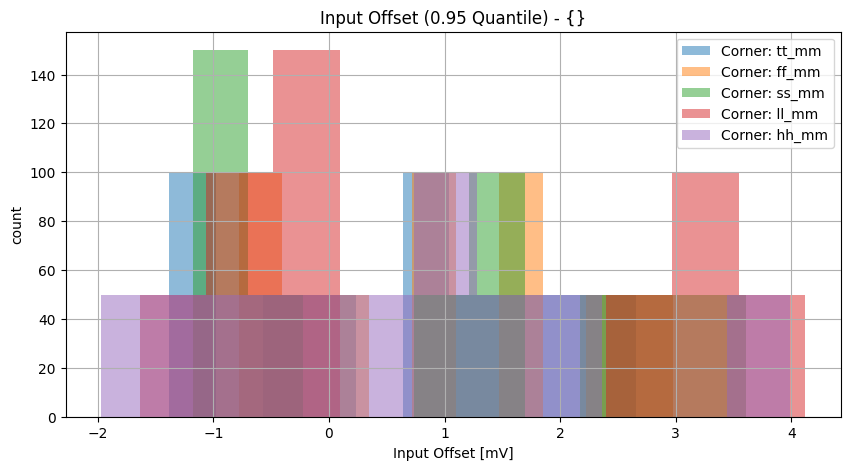 Input Offset (0.95 Quantile) - {}
Corner: tt_mm
Corner: ff_mm
Corner: ss_mm
Corner: ll_mm
Corner: hh_mm
count
140
120
100
80
60
40
20
0
−2
−1
0
1
2
3
4
Input Offset [mV]